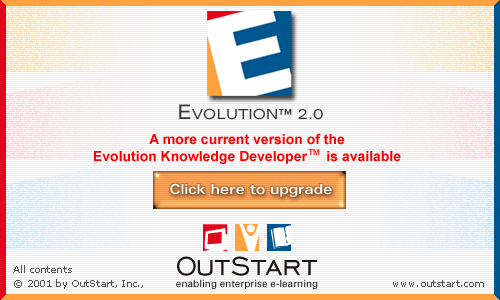 E
EVOLUTION™ 2.0
A more current version of the
Evolution Knowledge Developer™ is available
Click here to upgrade
OUTSTART
enabling enterprise e-learning
All contents
© 2001 by OutStart, Inc.,
www.outstart.com